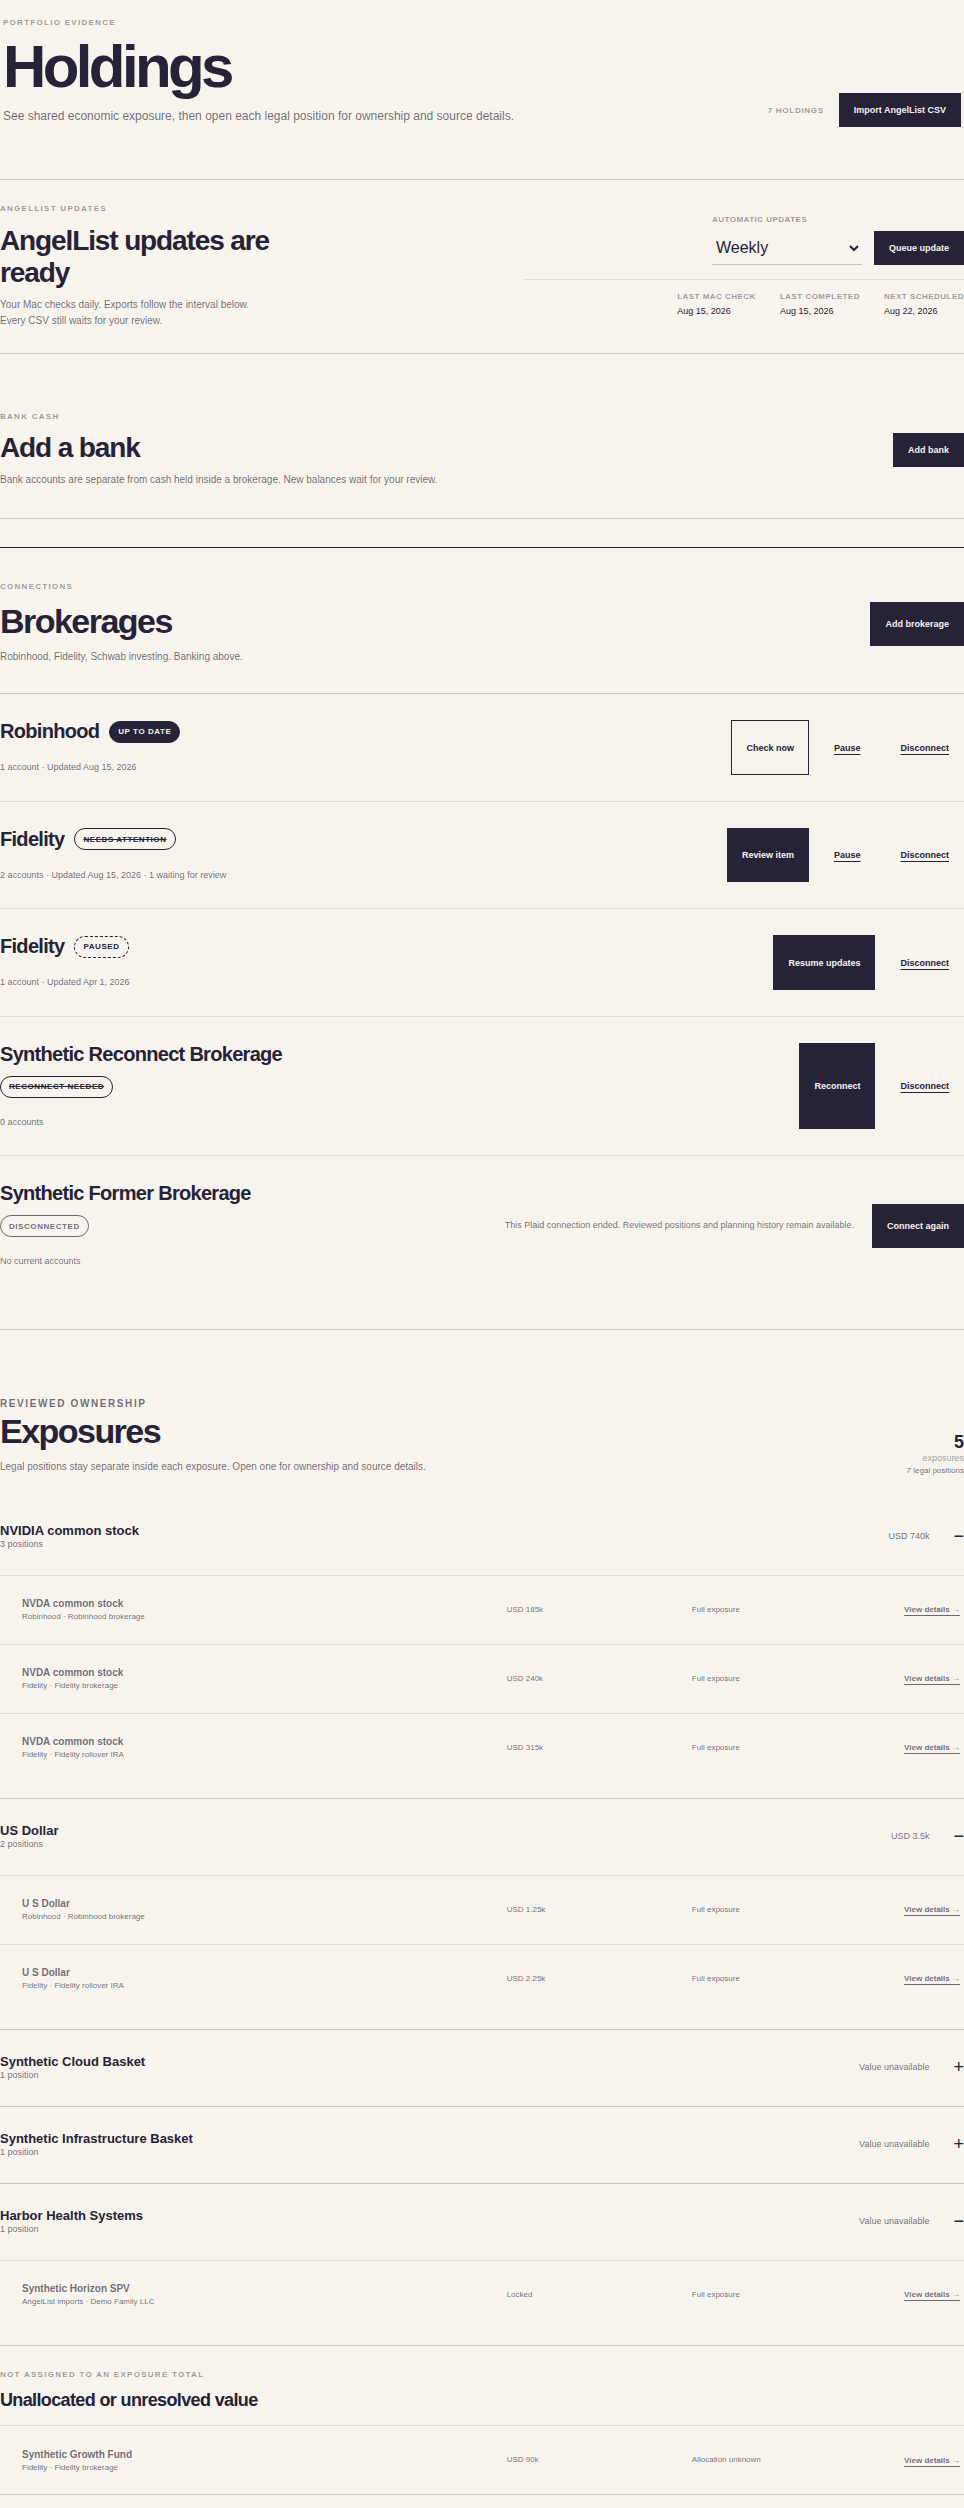 PORTFOLIO EVIDENCE
Holdings
See shared economic exposure, then open each legal position for ownership and source details.
7 HOLDINGS
Import AngelList CSV
ANGELLIST UPDATES
AngelList updates are
ready
Your Mac checks daily. Exports follow the interval below.
Every CSV still waits for your review.
AUTOMATIC UPDATES
Weekly
Queue update
LAST MAC CHECK
Aug 15, 2026
LAST COMPLETED
Aug 15, 2026
NEXT SCHEDULED
Aug 22, 2026
BANK CASH
Add a bank
Bank accounts are separate from cash held inside a brokerage. New balances wait for your review.
Add bank
CONNECTIONS
Brokerages
Robinhood, Fidelity, Schwab investing. Banking above.
Add brokerage
Robinhood UP TO DATE
1 account · Updated Aug 15, 2026
Check now Pause Disconnect
Fidelity NEEDS ATTENTION
2 accounts · Updated Aug 15, 2026 · 1 waiting for review
Review item Pause Disconnect
Fidelity PAUSED
1 account · Updated Apr 1, 2026
Resume updates Disconnect
Synthetic Reconnect Brokerage
RECONNECT NEEDED
0 accounts
Reconnect Disconnect
Synthetic Former Brokerage
DISCONNECTED
No current accounts
This Plaid connection ended. Reviewed positions and planning history remain available.
Connect again
REVIEWED OWNERSHIP
Exposures
Legal positions stay separate inside each exposure. Open one for ownership and source details.
5
exposures
7 legal positions
NVIDIA common stock
3 positions
USD 740k −
NVDA common stock
Robinhood · Robinhood brokerage
USD 185k Full exposure View details →
NVDA common stock
Fidelity · Fidelity brokerage
USD 240k Full exposure View details →
NVDA common stock
Fidelity · Fidelity rollover IRA
USD 315k Full exposure View details →
US Dollar
2 positions
USD 3.5k −
U S Dollar
Robinhood · Robinhood brokerage
USD 1.25k Full exposure View details →
U S Dollar
Fidelity · Fidelity rollover IRA
USD 2.25k Full exposure View details →
Synthetic Cloud Basket
1 position
Value unavailable +
Synthetic Infrastructure Basket
1 position
Value unavailable +
Harbor Health Systems
1 position
Value unavailable −
Synthetic Horizon SPV
AngelList imports · Demo Family LLC
Locked Full exposure View details →
NOT ASSIGNED TO AN EXPOSURE TOTAL
Unallocated or unresolved value
Synthetic Growth Fund
Fidelity · Fidelity brokerage
USD 90k Allocation unknown View details →